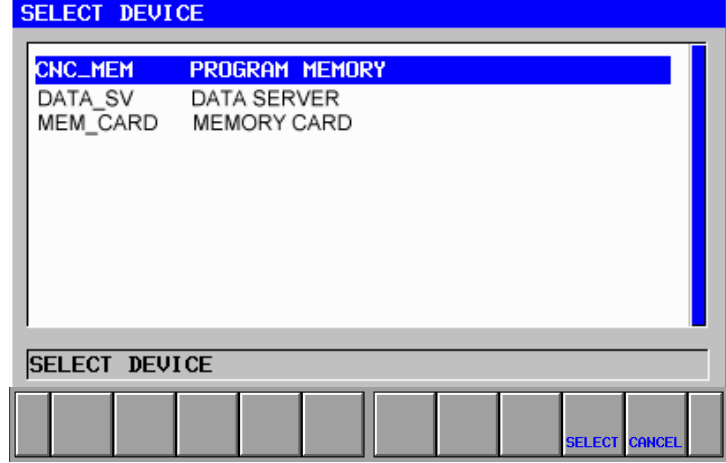 SELECT DEVICE
CNC_MEM PROGRAM MEMORY
DATA_SV DATA SERVER
MEM_CARD MEMORY CARD
SELECT DEVICE
SELECT CANCEL